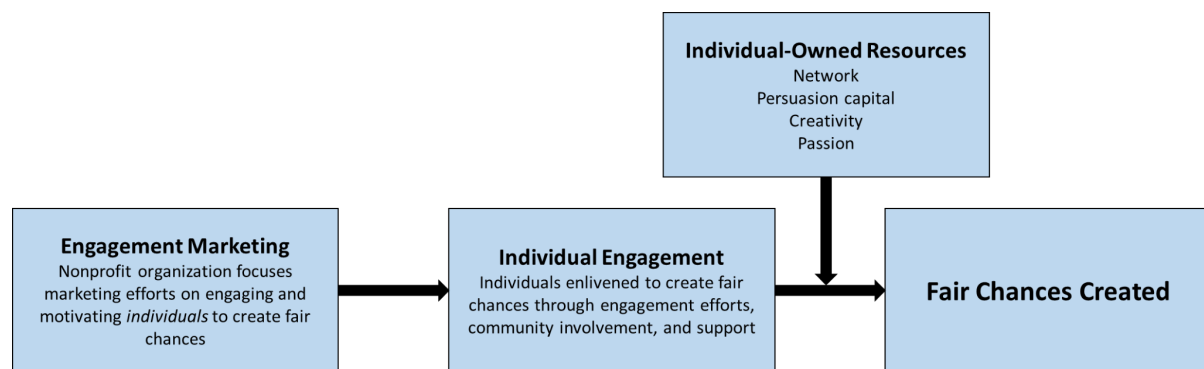 Individual-Owned Resources
Network
Persuasion capital
Creativity
Passion
Engagement Marketing
Nonprofit organization focuses
marketing efforts on engaging and
motivating individuals to create fair
chances
Individual Engagement
Individuals enlivened to create fair
chances through engagement efforts,
community involvement, and support
Fair Chances Created